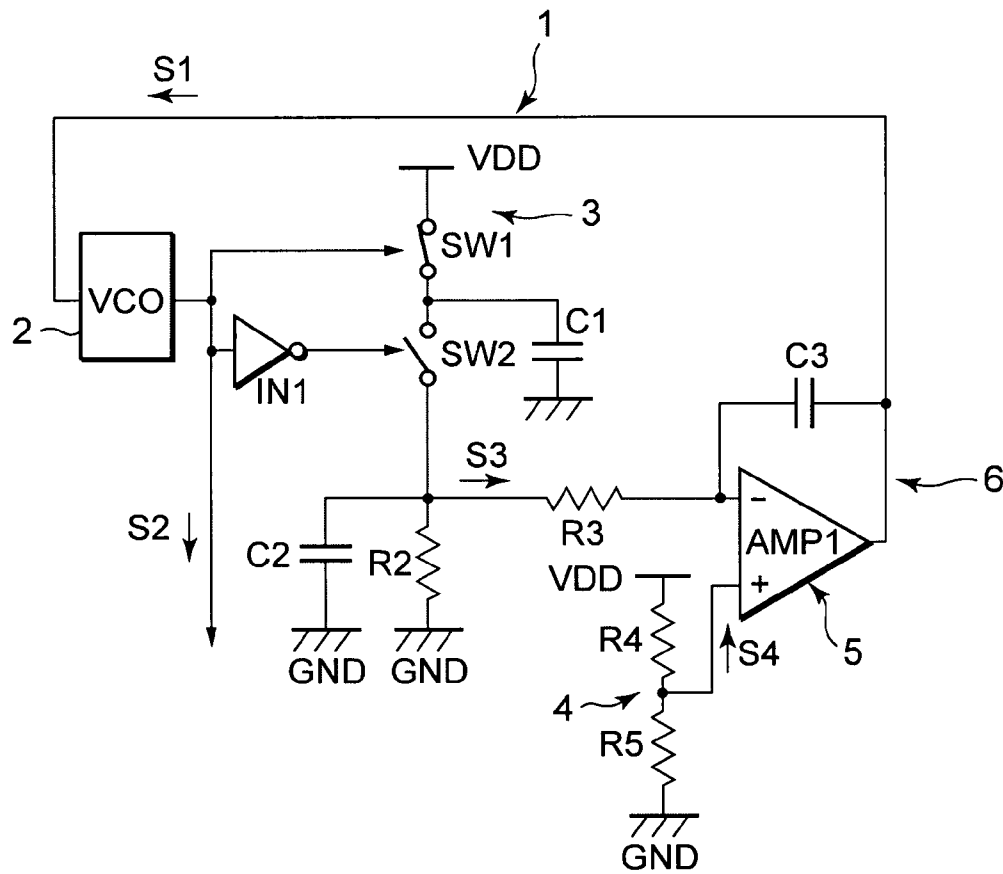 1
S1
VDD
3
SW1
VCO
2
C1
SW2
IN1
C3
S3
6
S2
R3
AMP1
C2
R2
VDD
-
+
R4
S4
5
GND
GND
4
R5
GND